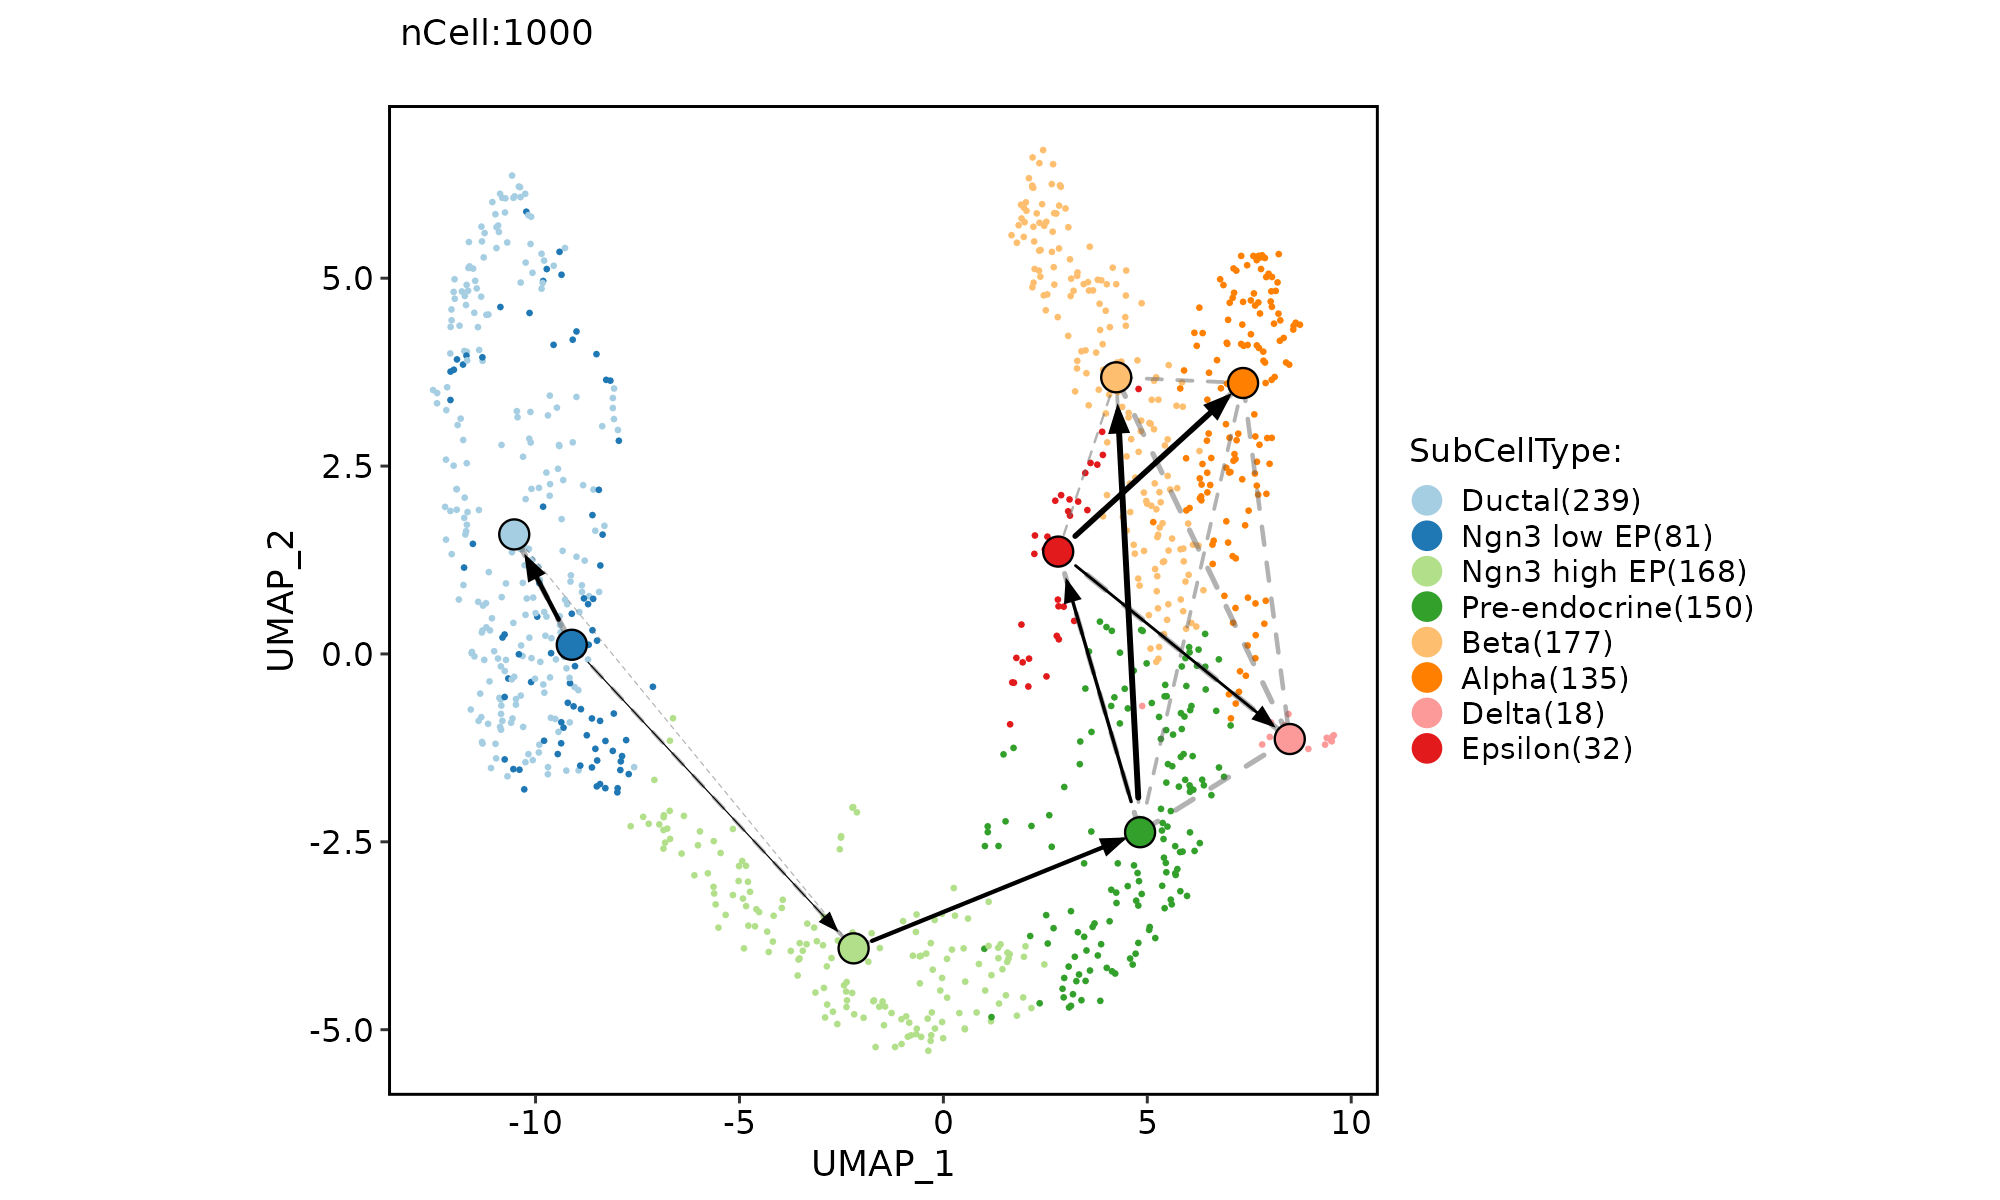 nCell:1000
5.0
2.5
0.0
-2.5
-5.0
UMAP_2
-10
-5
0
5
10
UMAP_1
SubCellType:
Ductal(239)
Ngn3 low EP(81)
Ngn3 high EP(168)
Pre-endocrine(150)
Beta(177)
Alpha(135)
Delta(18)
Epsilon(32)